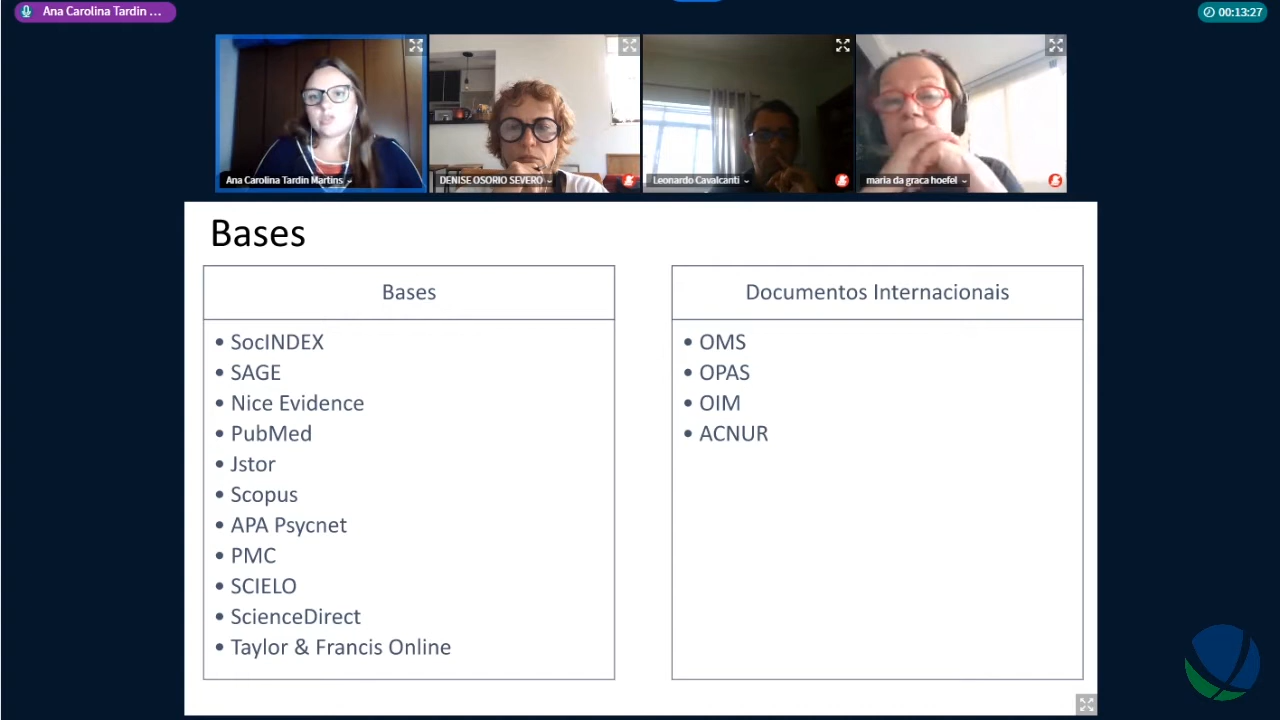 Ana Carolina Tardin ...
00:13:27
Ana Carolina Tardin Martins
DENISE OSORIO SEVERO
Leonardo Cavalcanti
maria da graca hoefel
Bases
Bases
• SocINDEX
• SAGE
• Nice Evidence
• PubMed
• Jstor
• Scopus
• APA Psycnet
• PMC
• SCIELO
• ScienceDirect
• Taylor & Francis Online
Documentos Internacionais
• OMS
• OPAS
• OIM
• ACNUR